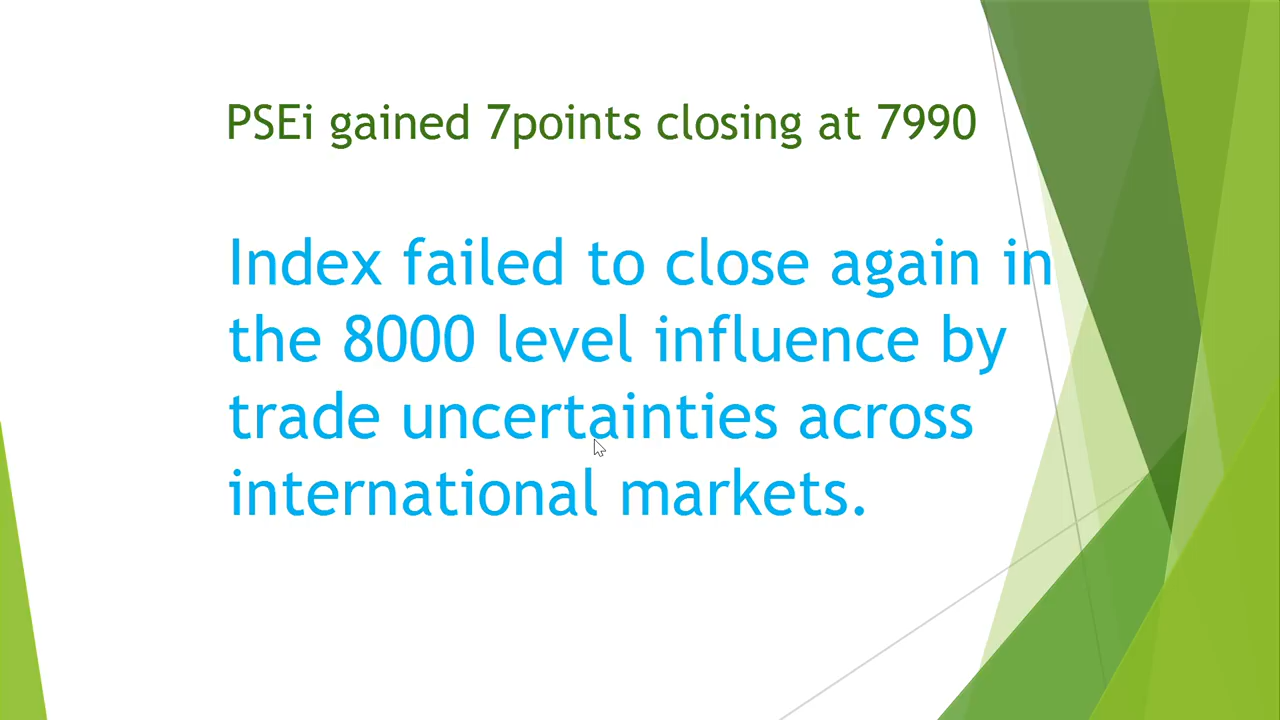 PSEi gained 7points closing at 7990
Index failed to close again in
the 8000 level influence by
trade uncertainties across
international markets.